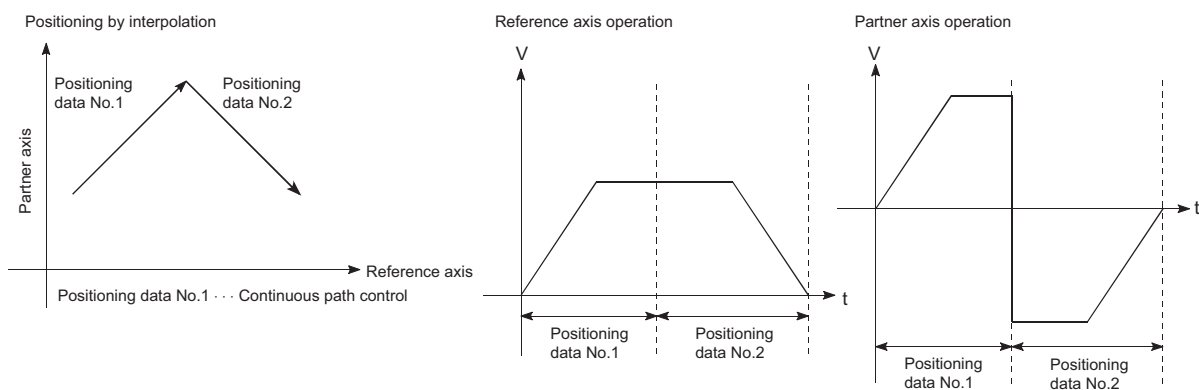 Positioning by interpolation
Partner axis
Positioning
data No.1
Positioning
data No.2
Reference axis
Positioning data No.1 ··· Continuous path control
Reference axis operation
V
t
Positioning
data No.1
Positioning
data No.2
Partner axis operation
V
t
Positioning
data No.1
Positioning
data No.2